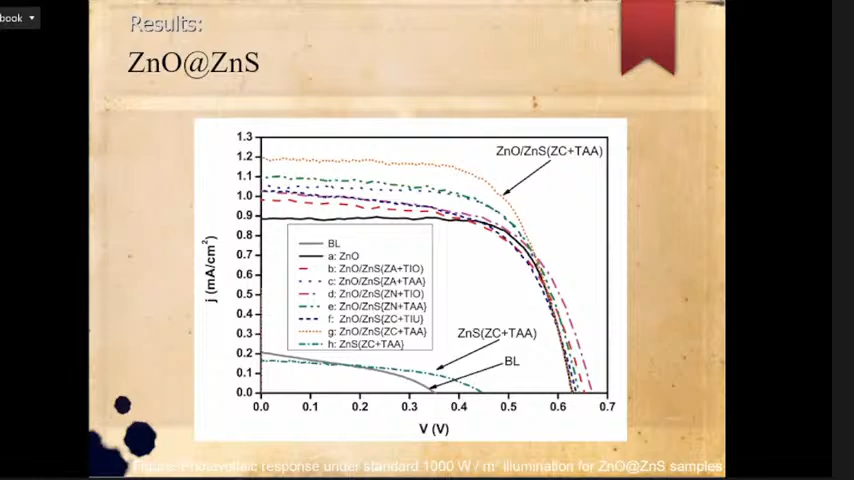 book
Results:
ZnO@ZnS
1.3
1.2
1.1
1.0
0.9
0.8
0.7
0.6
0.5
0.4
0.3
0.2
0.1
0.0
j (mA/cm²)
ZnO/ZnS(ZC+TAA)
BL
a: ZnO
b: ZnO/ZnS(ZA+TIO)
c: ZnO/ZnS{ZA+TAA}
d: ZnO/ZnS(ZN+TIO)
e: ZnO/ZnS{ZN+TAA}
f: ZnO/ZnS{ZC+TIU)
g: ZnO/ZnS{ZC+TAA}
h: ZnS(ZC+TAA}
ZnS(ZC+TAA)
BL
0.0 0.1 0.2 0.3 0.4 0.5 0.6 0.7
V (V)
Figure: Photovoltaic response under standard 1000 W / m² illumination for ZnO@ZnS samples